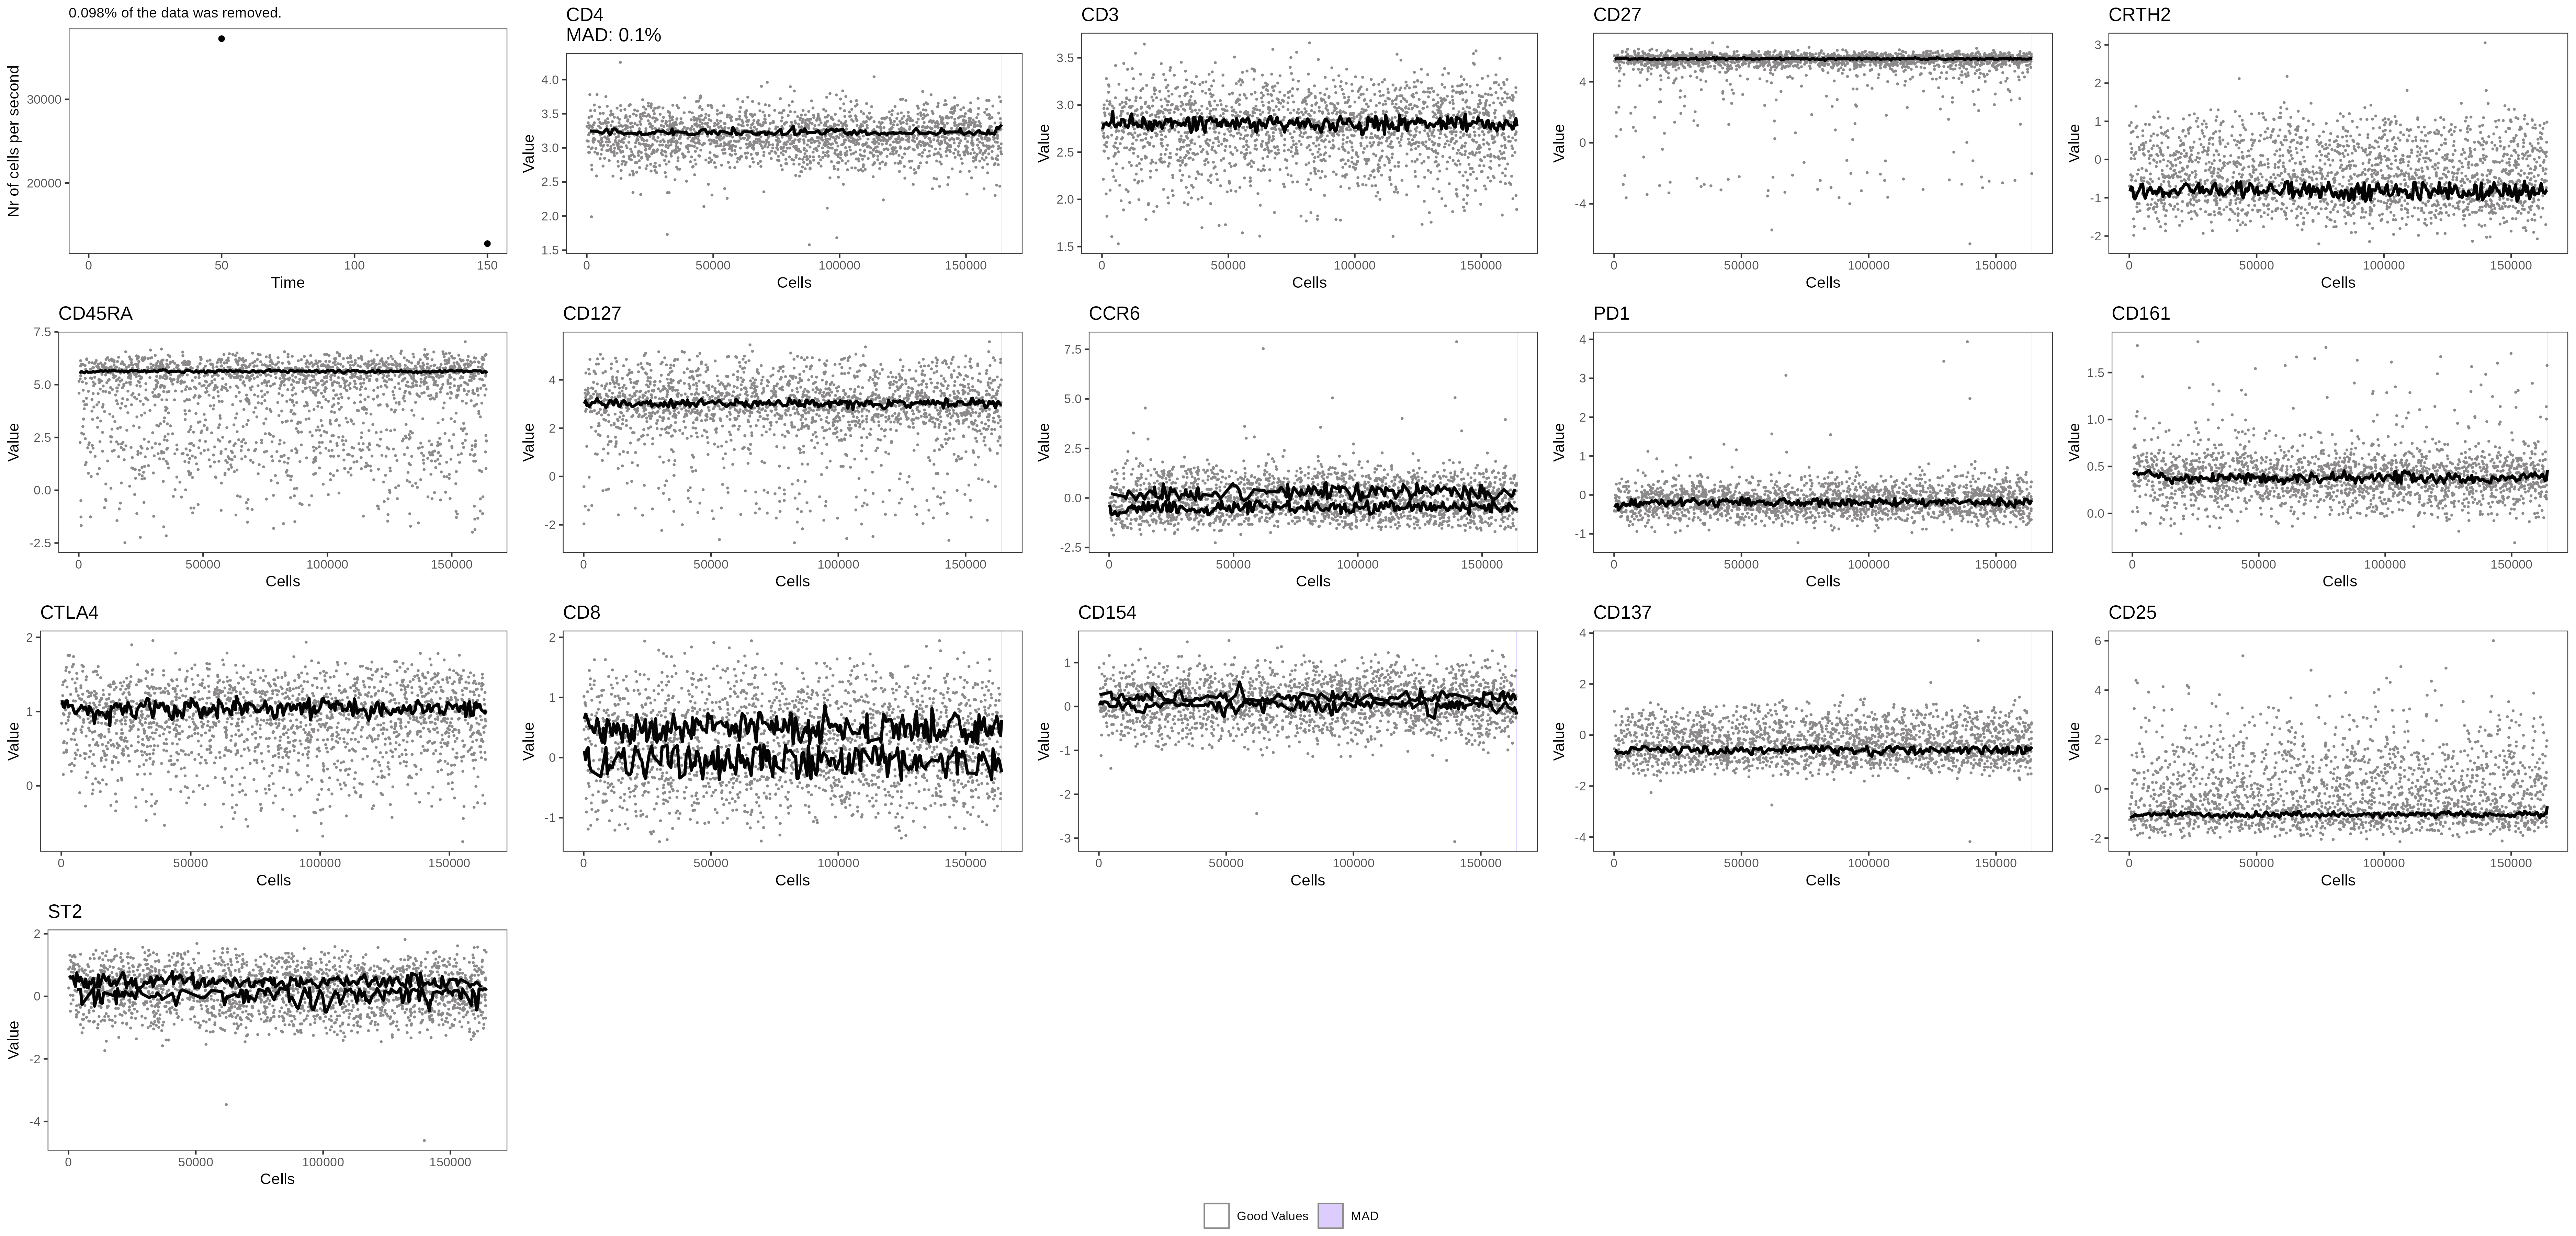 0.098% of the data was removed.
Nr of cells per second
30000
20000
0 50 100 150
Time
CD4
MAD: 0.1%
Value
4.0
3.5
3.0
2.5
2.0
1.5
0 50000 100000 150000
Cells
CD3
Value
3.5
3.0
2.5
2.0
1.5
0 50000 100000 150000
Cells
CD27
Value
4
0
-4
0 50000 100000 150000
Cells
CRTH2
Value
3
2
1
0
-1
-2
0 50000 100000 150000
Cells
CD45RA
Value
7.5
5.0
2.5
0.0
-2.5
0 50000 100000 150000
Cells
CD127
Value
4
2
0
-2
0 50000 100000 150000
Cells
CCR6
Value
7.5
5.0
2.5
0.0
-2.5
0 50000 100000 150000
Cells
PD1
Value
4
3
2
1
0
-1
0 50000 100000 150000
Cells
CD161
Value
1.5
1.0
0.5
0.0
0 50000 100000 150000
Cells
CTLA4
Value
2
1
0
0 50000 100000 150000
Cells
CD8
Value
2
1
0
-1
0 50000 100000 150000
Cells
CD154
Value
1
0
-1
-2
-3
0 50000 100000 150000
Cells
CD137
Value
4
2
0
-2
-4
0 50000 100000 150000
Cells
CD25
Value
6
4
2
0
-2
0 50000 100000 150000
Cells
ST2
Value
2
0
-2
-4
0 50000 100000 150000
Cells
Good Values MAD